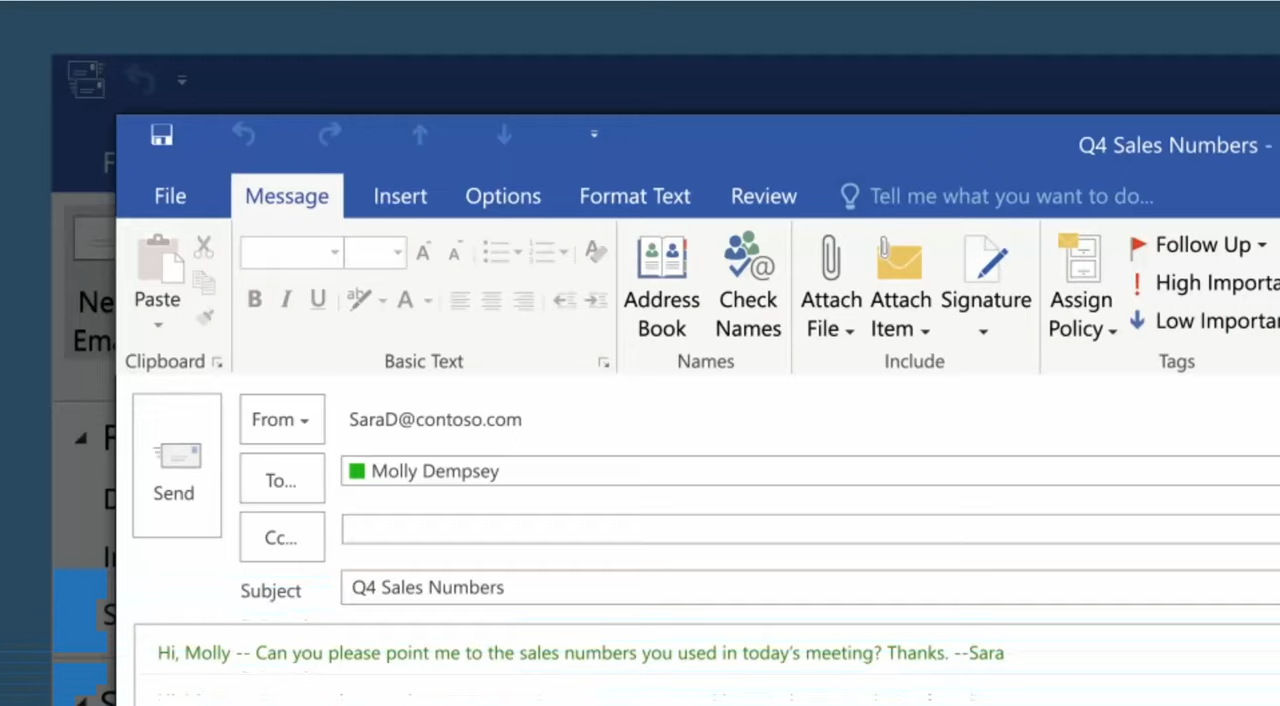 Q4 Sales Numbers -
File Message Insert Options Format Text Review Tell me what you want to do...
Paste
Clipboard
B I U A
Basic Text
Address Book
Check Names
Names
Attach File
Attach Item
Signature
Include
Assign Policy
Follow Up
High Importa
Low Importan
Tags
Send
From SaraD@contoso.com
To... Molly Dempsey
Cc...
Subject Q4 Sales Numbers
Hi, Molly -- Can you please point me to the sales numbers you used in today's meeting? Thanks. --Sara